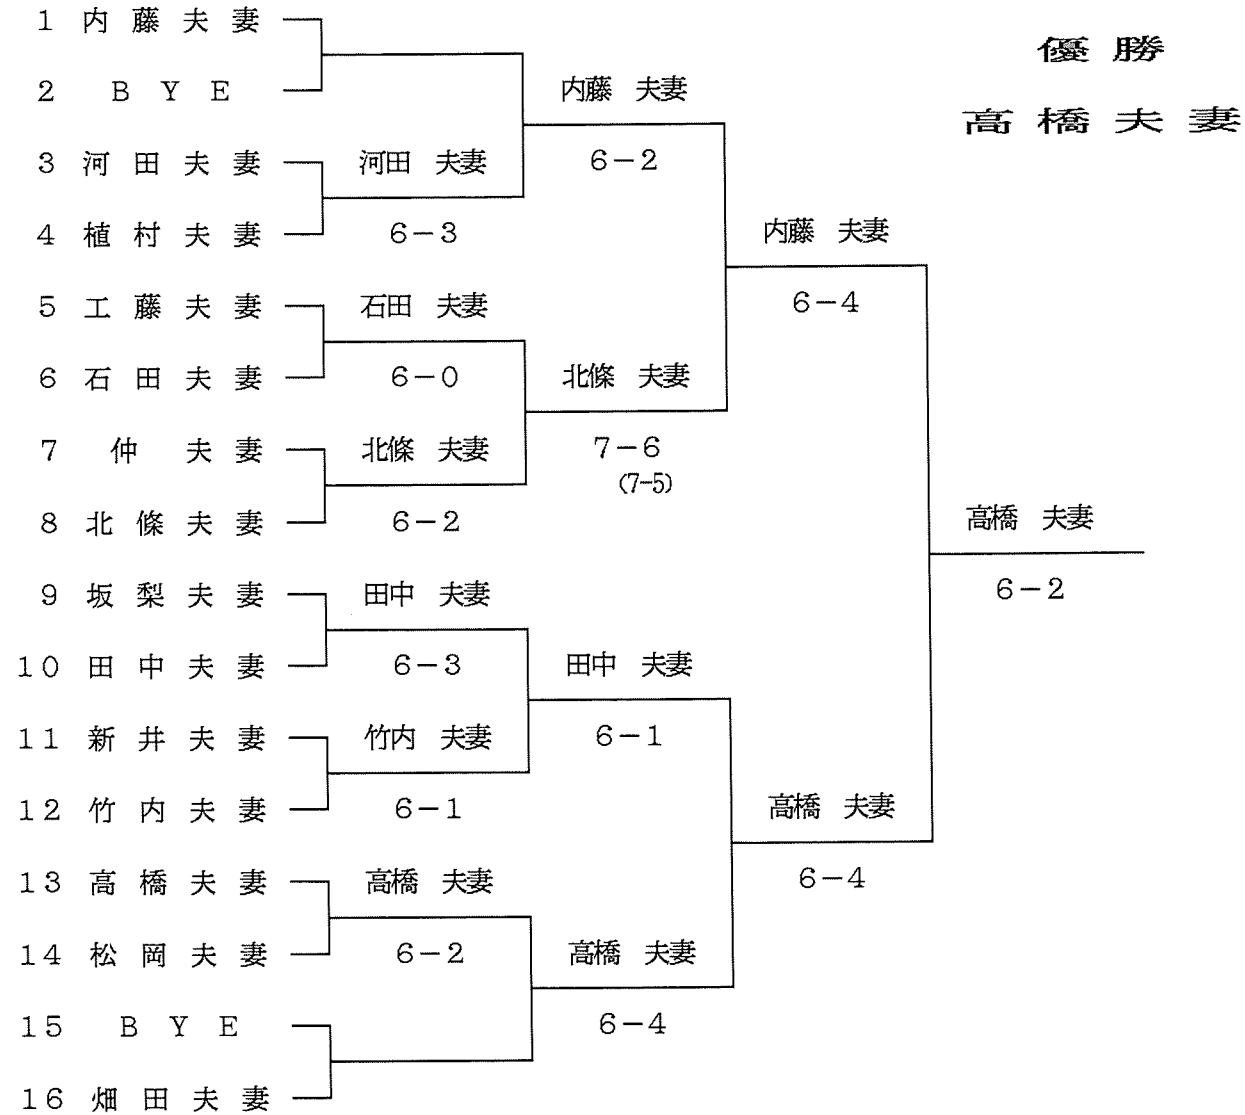 1 内藤夫妻
優勝
2 BYE
内藤 夫妻
高橋夫妻
3 河田夫妻
河田 夫妻
6-2
4 植村夫妻
6-3
内藤 夫妻
5 工藤夫妻
石田 夫妻
6-4
6 石田夫妻
6-0
北條 夫妻
7 仲 夫妻
北條 夫妻
7-6
(7-5)
8 北條夫妻
6-2
高橋 夫妻
9 坂梨夫妻
田中 夫妻
6-2
10 田中夫妻
6-3
田中 夫妻
11 新井夫妻
竹内 夫妻
6-1
12 竹内夫妻
6-1
高橋 夫妻
13 高橋夫妻
高橋 夫妻
6-4
14 松岡夫妻
6-2
高橋 夫妻
15 BYE
6-4
16 畑田夫妻